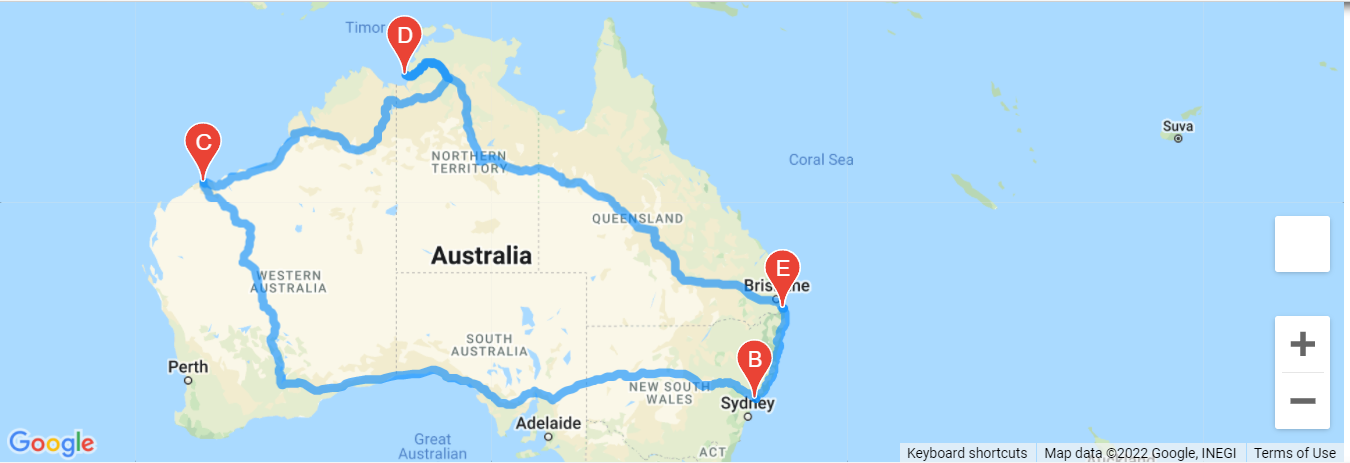 Timor
D
C
Suva
NORTHERN
TERRITORY
Coral Sea
QUEENSLAND
Australia
WESTERN
AUSTRALIA
E
Brisbane
SOUTH
AUSTRALIA
B
Perth
NEW SOUTH
WALES
Sydney
Adelaide
Great
Australian
ACT
Google
Keyboard shortcuts
Map data ©2022 Google, INEGI
Terms of Use